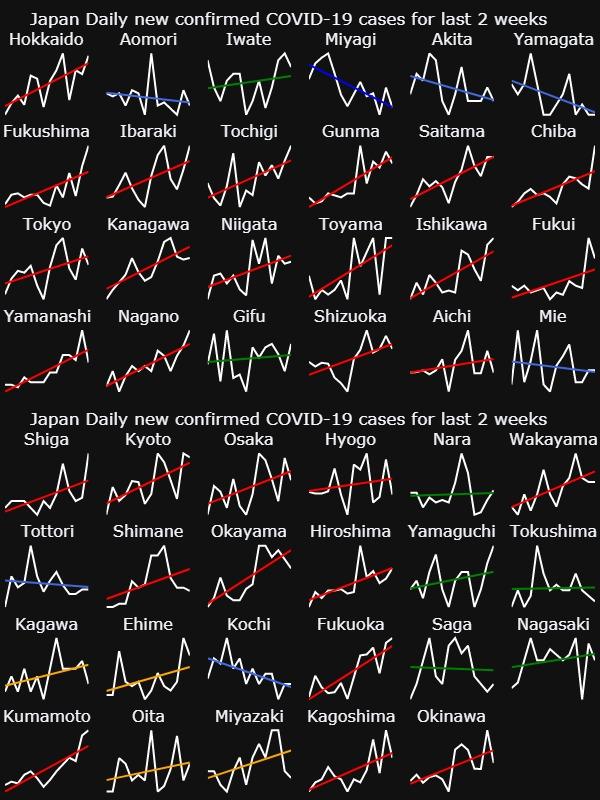 Japan Daily new confirmed COVID-19 cases for last 2 weeks
Hokkaido Aomori Iwate Miyagi Akita Yamagata
Fukushima Ibaraki Tochigi Gunma Saitama Chiba
Tokyo Kanagawa Niigata Toyama Ishikawa Fukui
Yamanashi Nagano Gifu Shizuoka Aichi Mie
Japan Daily new confirmed COVID-19 cases for last 2 weeks
Shiga Kyoto Osaka Hyogo Nara Wakayama
Tottori Shimane Okayama Hiroshima Yamaguchi Tokushima
Kagawa Ehime Kochi Fukuoka Saga Nagasaki
Kumamoto Oita Miyazaki Kagoshima Okinawa